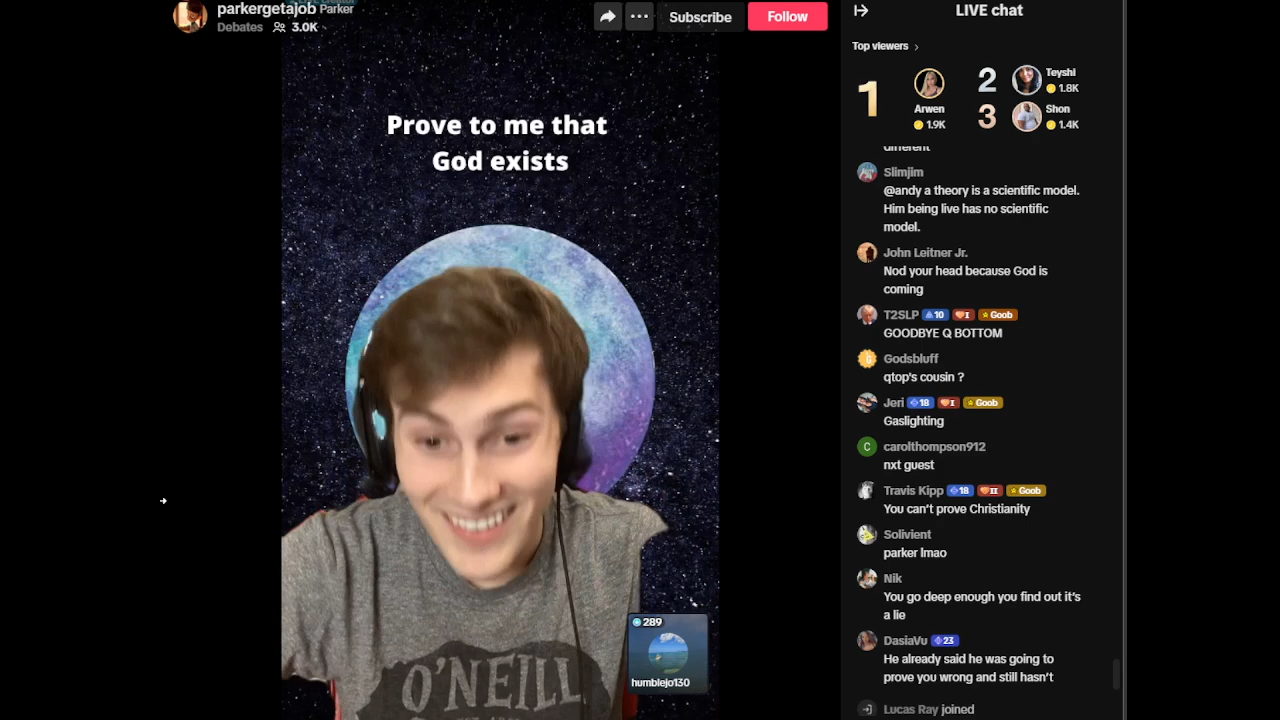 parkergetajob Parker
Debates 3.0K
Subscribe
Follow
Prove to me that
God exists
O'NEILL
289
humblejo130
LIVE chat
Top viewers
1
Arwen
1.9K
2
Teyshi
1.8K
3
Shon
1.4K
different
Slimjim
@andy a theory is a scientific model.
Him being live has no scientific
model.
John Leitner Jr.
Nod your head because God is
coming
T2SLP 10 I Goob
GOODBYE Q BOTTOM
G
Godsbluff
qtop's cousin ?
Jeri 18 I Goob
Gaslighting
C
carolthompson912
nxt guest
Travis Kipp 18 II Goob
You can't prove Christianity
Solivient
parker lmao
Nik
You go deep enough you find out it's
a lie
DasiaVu 23
He already said he was going to
prove you wrong and still hasn't
Lucas Ray joined